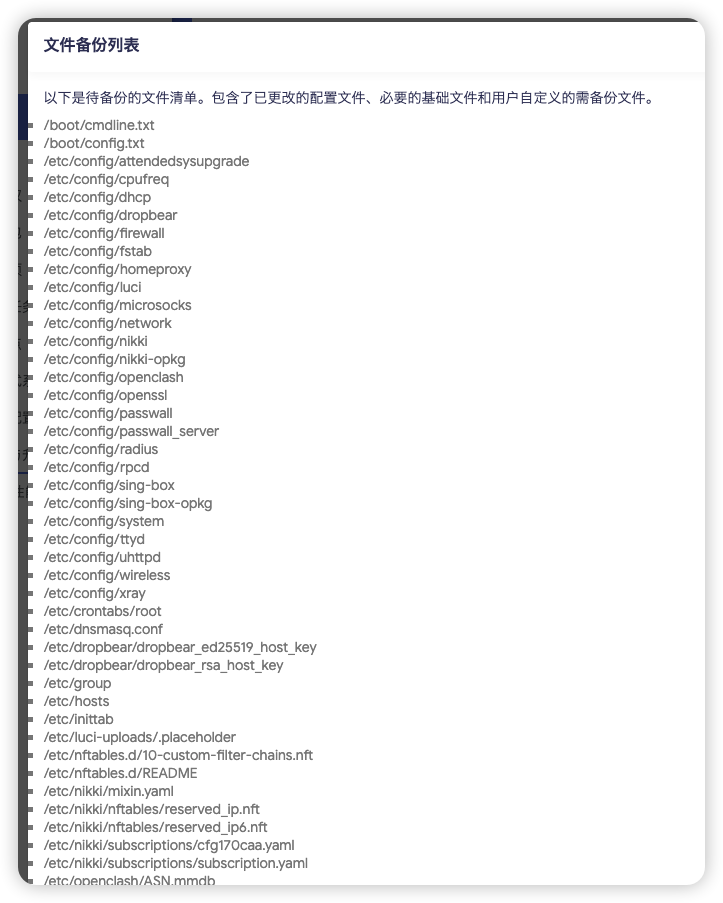 文件备份列表
以下是待备份的文件清单。包含了已更改的配置文件、必要的基础文件和用户自定义的需备份文件。
/boot/cmdline.txt
/boot/config.txt
/etc/config/attendedsysupgrade
/etc/config/cpufreq
/etc/config/dhcp
/etc/config/dropbear
/etc/config/firewall
/etc/config/fstab
/etc/config/homeproxy
/etc/config/luci
/etc/config/microsocks
/etc/config/network
/etc/config/nikki
/etc/config/nikki-opkg
/etc/config/openclash
/etc/config/openssl
/etc/config/passwall
/etc/config/passwall_server
/etc/config/radius
/etc/config/rpcd
/etc/config/sing-box
/etc/config/sing-box-opkg
/etc/config/system
/etc/config/ttyd
/etc/config/uhttpd
/etc/config/wireless
/etc/config/xray
/etc/crontabs/root
/etc/dnsmasq.conf
/etc/dropbear/dropbear_ed25519_host_key
/etc/dropbear/dropbear_rsa_host_key
/etc/group
/etc/hosts
/etc/inittab
/etc/luci-uploads/.placeholder
/etc/nftables.d/10-custom-filter-chains.nft
/etc/nftables.d/README
/etc/nikki/mixin.yaml
/etc/nikki/nftables/reserved_ip.nft
/etc/nikki/nftables/reserved_ip6.nft
/etc/nikki/subscriptions/cfg170caa.yaml
/etc/nikki/subscriptions/subscription.yaml
/etc/openclash/ASN.mmdb